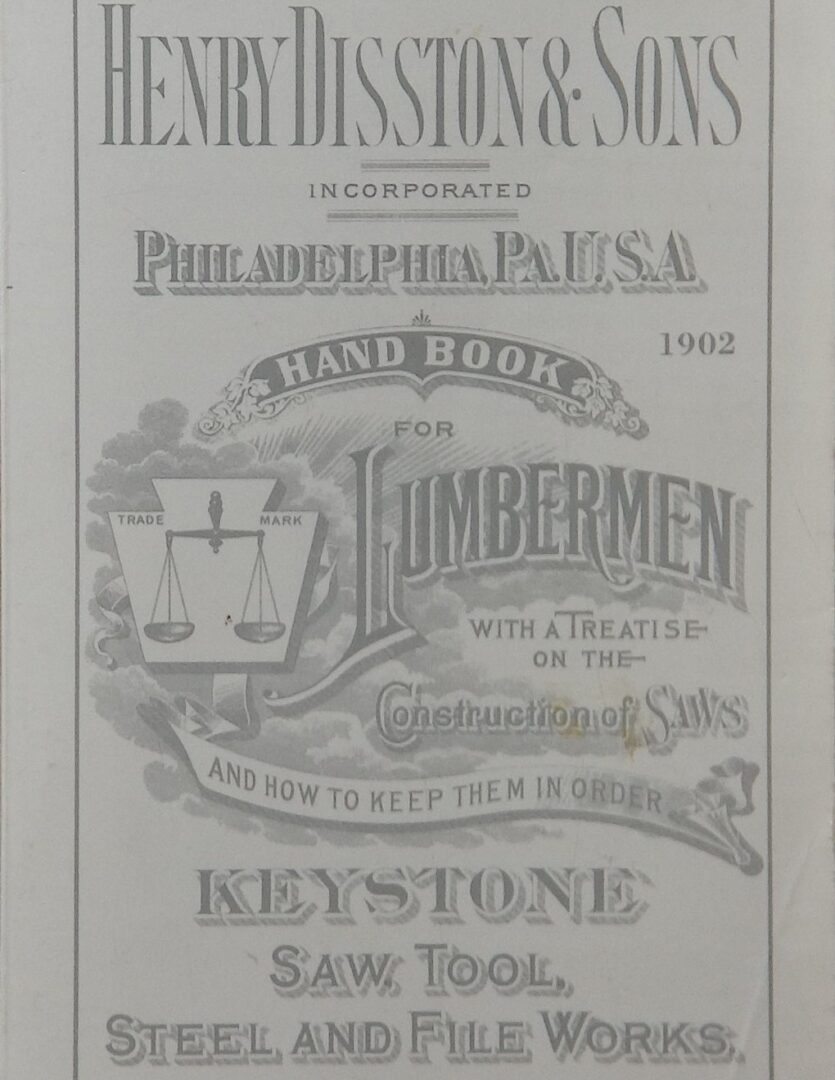 HENRY DISSTON & SONS
INCORPORATED
PHILADELPHIA, PA. U.S.A.
1902
HAND BOOK
FOR
LUMBERMEN
TRADE MARK
WITH A TREATISE
ON THE
Construction of SAWS
AND HOW TO KEEP THEM IN ORDER
KEYSTONE
SAW, TOOL,
STEEL AND FILE WORKS.